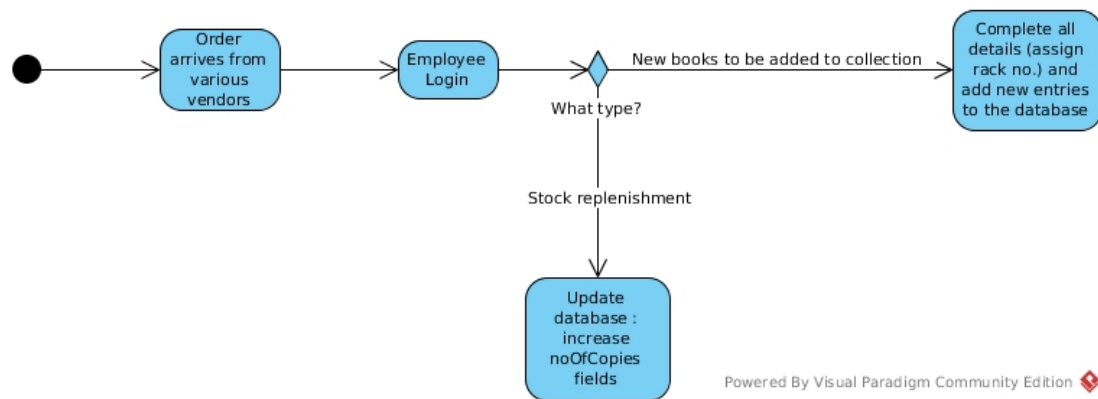 Order
arrives from
various
vendors
Employee
Login
What type?
New books to be added to collection
Complete all
details (assign
rack no.) and
add new entries
to the database
Stock replenishment
Update
database :
increase
noOfCopies
fields
Powered By Visual Paradigm Community Edition